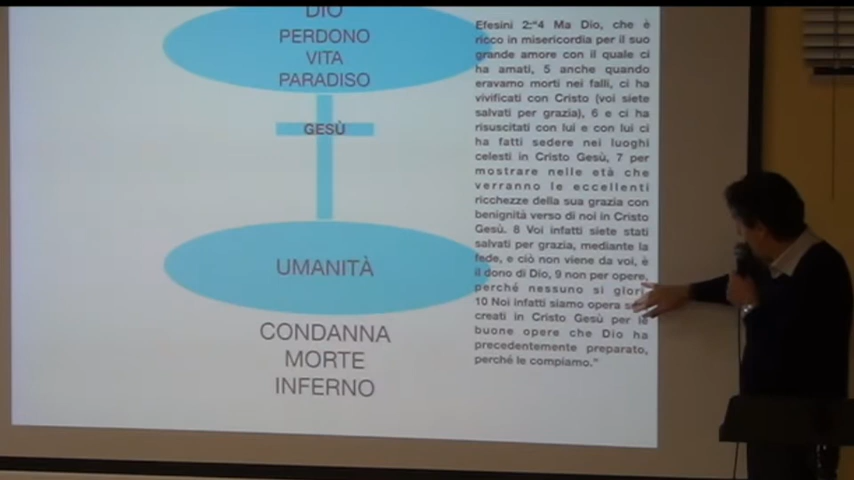 DIO
PERDONO
VITA
PARADISO
GESÙ
UMANITÀ
CONDANNA
MORTE
INFERNO
Efesini 2:"4 Ma Dio, che è
ricco in misericordia per il suo
grande amore con il quale ci
ha amati, 5 anche quando
eravamo morti nei falli, ci ha
vivificati con Cristo (voi siete
salvati per grazia), 6 e ci ha
risuscitati con lui e con lui ci
ha fatti sedere nei luoghi
celesti in Cristo Gesù, 7 per
mostrare nelle età che
verranno le eccellenti
ricchezze della sua grazia con
benignità verso di noi in Cristo
Gesù. 8 Voi infatti siete stati
salvati per grazia, mediante la
fede, e ciò non viene da voi, è
il dono di Dio, 9 non per opere,
perché nessuno si glori
10 Noi infatti siamo opera
creati in Cristo Gesù per le
buone opere che Dio ha
precedentemente preparato,
perché le compiamo."